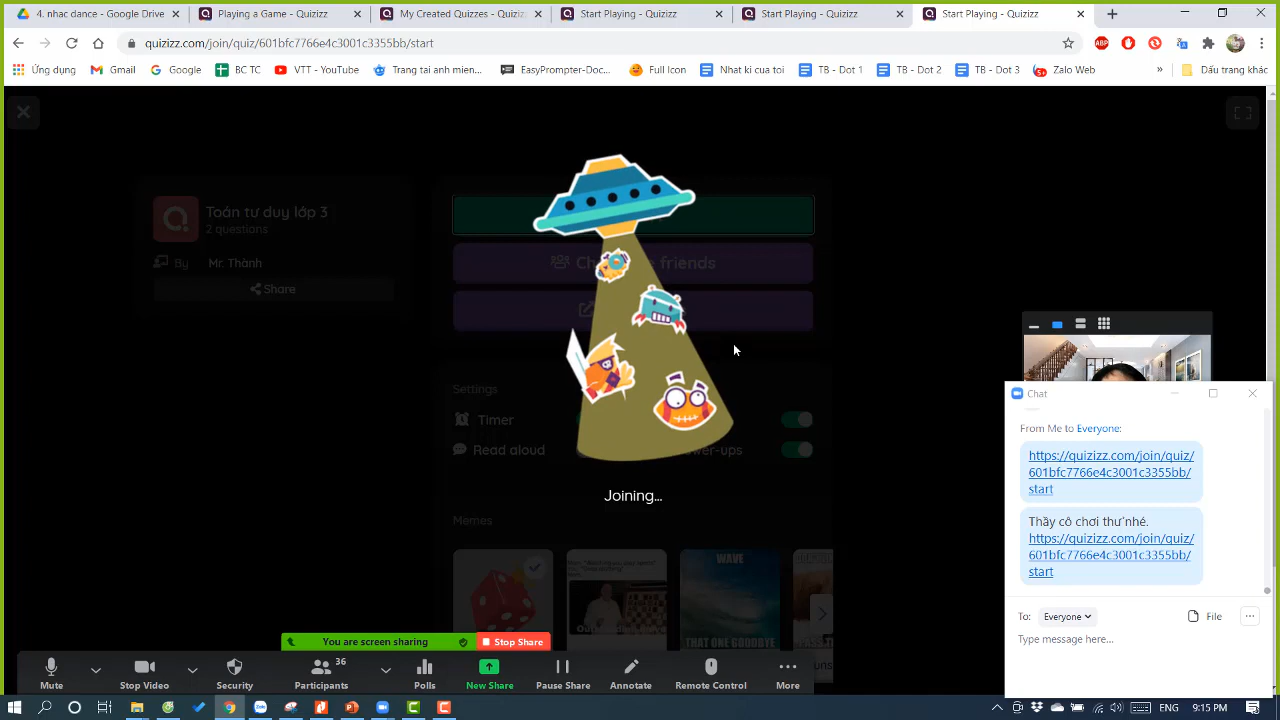 4. nhac dance - Google Drive
Playing a Game - Quizizz
My Created Quizzes - Quizizz
Start Playing - Quizizz
Start Playing - Quizizz
Start Playing - Quizizz
quizizz.com/join/quiz/601bfc7766e4c3001c3355bb/start
ABP
Ứng dụng
Gmail
Google
BC TC
VTT - YouTube
Trang tai mienphi...
EasePrompter-Doc...
Full Icon
Nhat ki cua toi
TB - Dot 1
TB - Dot 2
TB - Dot 3
5+
Zalo Web
»
Dấu trang khác
Toán tư duy lớp 3
2 questions
By Mr. Thành
Share
friends
Settings
Timer
Read aloud
Memes
WAVE
THAT ONE GOODBYE
Joining...
Chat
From Me to Everyone:
https://quizizz.com/join/quiz/
601bfc7766e4c3001c3355bb/
start
Thầy cô chơi thử nhé.
https://quizizz.com/join/quiz/
601bfc7766e4c3001c3355bb/
start
To: Everyone
File
Type message here...
You are screen sharing
Stop Share
36
Mute
Stop Video
Security
Participants
Polls
New Share
Pause Share
Annotate
Remote Control
More
ENG
9:15 PM